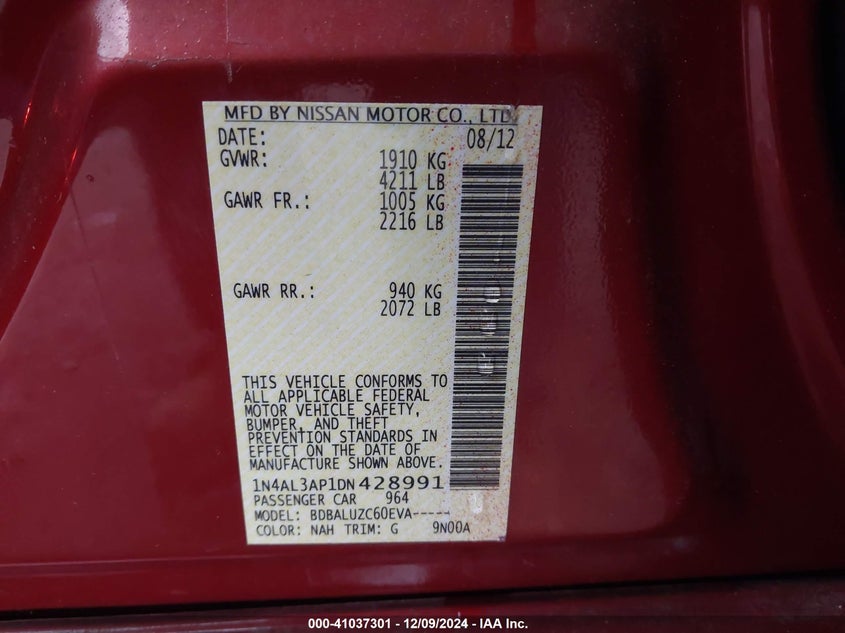 MFD BY NISSAN MOTOR CO., LTD.
DATE: 08/12
GVWR: 1910 KG
4211 LB
GAWR FR.: 1005 KG
2216 LB
GAWR RR.: 940 KG
2072 LB
THIS VEHICLE CONFORMS TO
ALL APPLICABLE FEDERAL
MOTOR VEHICLE SAFETY,
BUMPER, AND THEFT
PREVENTION STANDARDS IN
EFFECT ON THE DATE OF
MANUFACTURE SHOWN ABOVE.
1N4AL3AP1DN428991
PASSENGER CAR 964
MODEL: BDBALUZC60EVA-----
COLOR: NAH TRIM: G 9N00A
000-41037301 - 12/09/2024 - IAA Inc.